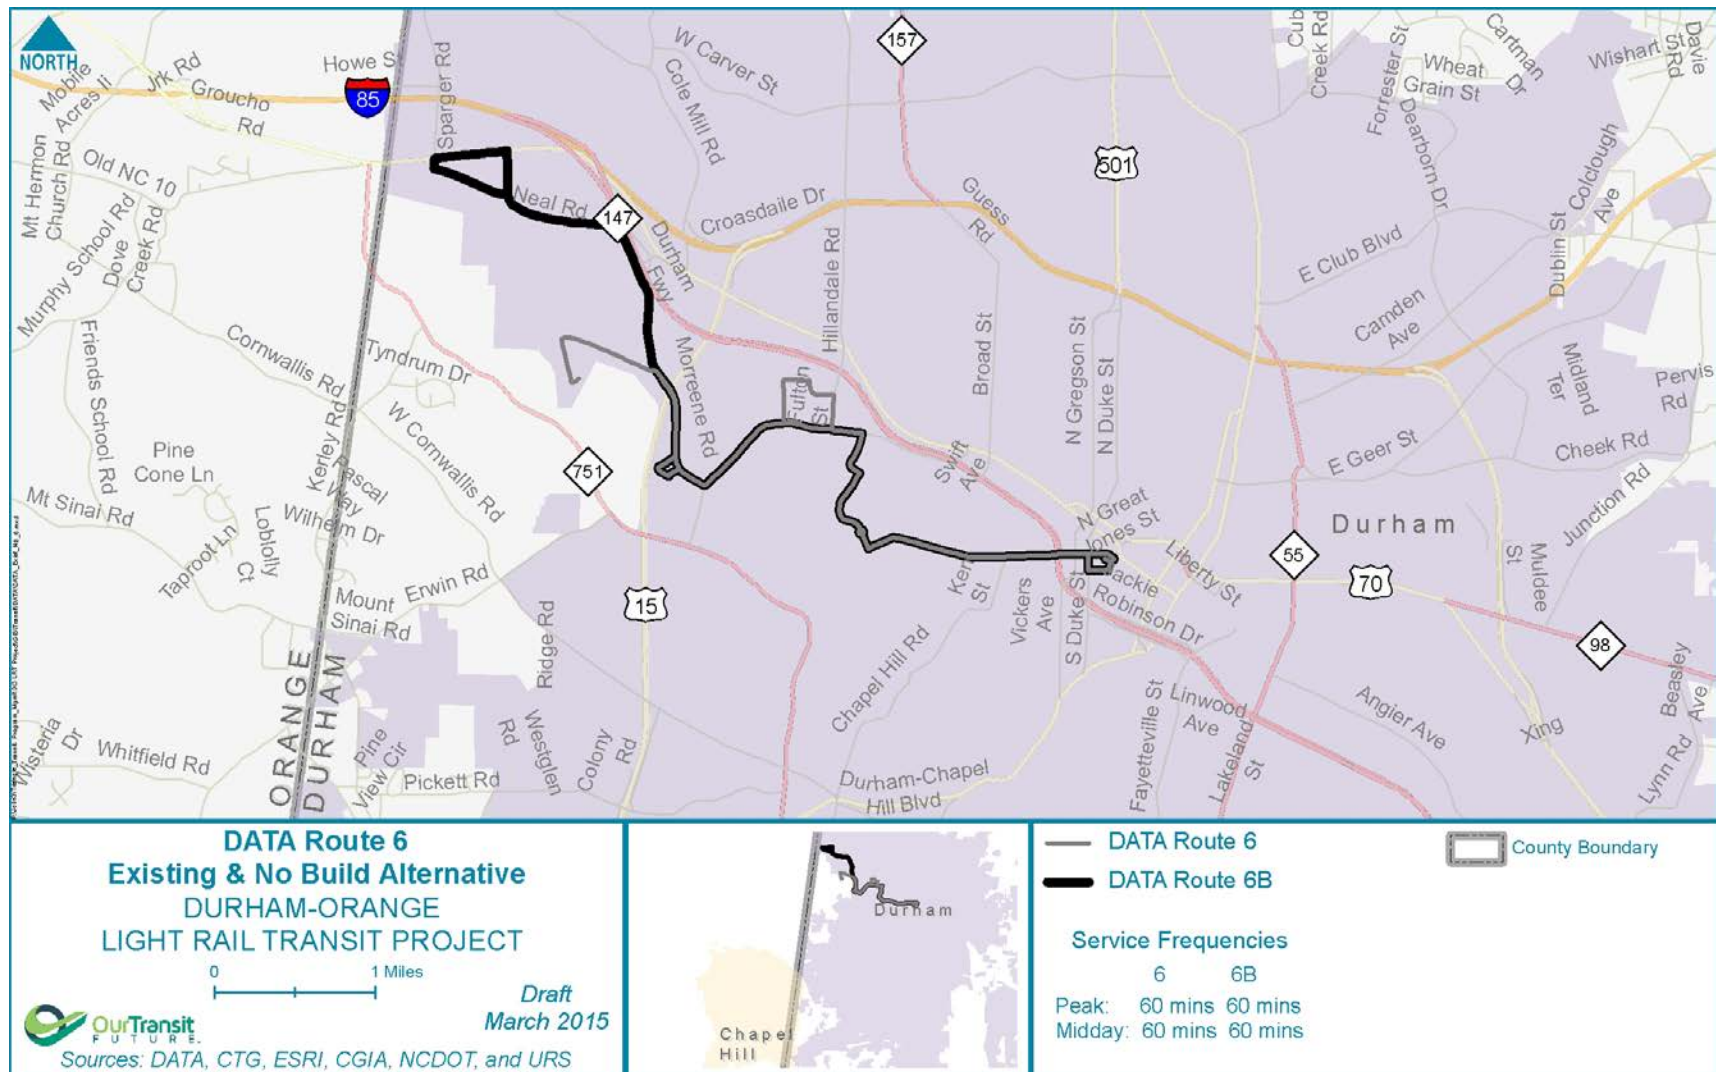 NORTH
Howe S
Mobile
Acres li
Jrk Rd
Groucho
Rd
85
Sparger Rd
W Carver St
Cole Mill Rd
157
501
Cub
Creek Rd
Forrester St
Wheat
Grain St
Cartman
Dr
Wishart St
Davie
Rd
Dearborn Dr
Colclough
Ave
Mt Hermon
Church Rd
Old NC 10
Murphy School Rd
Dove
Creek Rd
Neal Rd
147
Durham
Fwy
Croasdaile Dr
Guess
Rd
Hillandale Rd
E Club Blvd
Dublin St
Camden
Ave
Friends School Rd
Cornwallis Rd
Tyndrum Dr
Morreene Rd
Fulton
St
Broad St
N Gregson St
N Duke St
Midland
Ter
Pervis
Rd
Kerley Rd
W Cornwallis Rd
Pine
Cone Ln
Pascal
Way
Wilhelm Dr
Mt Sinai Rd
Taproot Ln
Loblolly
Ct
751
Swift
Ave
E Geer St
Cheek Rd
Junction Rd
N Great
Jones St
Durham
Liberty St
55
70
Muldee
St
Mount
Sinai Rd
Erwin Rd
15
Kent
St
Vickers
Ave
S Duke St
Jackie
Robinson Dr
98
Beasley
Ave
Ridge Rd
Chapel Hill Rd
ORANGE
DURHAM
Wisteria
Dr
Whitfield Rd
Pine
View Cir
Pickett Rd
Westglen
Rd
Colony
Rd
Durham-Chapel
Hill Blvd
Fayetteville St
Linwood
Ave
Lakeland
St
Angier Ave
Xing
Lynn Rd
DATA Route 6
Existing & No Build Alternative
DURHAM-ORANGE
LIGHT RAIL TRANSIT PROJECT
0 1 Miles
Draft
March 2015
OurTransit
FUTURE
Sources: DATA, CTG, ESRI, CGIA, NCDOT, and URS
Durham
Chapel
Hill
DATA Route 6
DATA Route 6B
County Boundary
Service Frequencies
6 6B
Peak: 60 mins 60 mins
Midday: 60 mins 60 mins